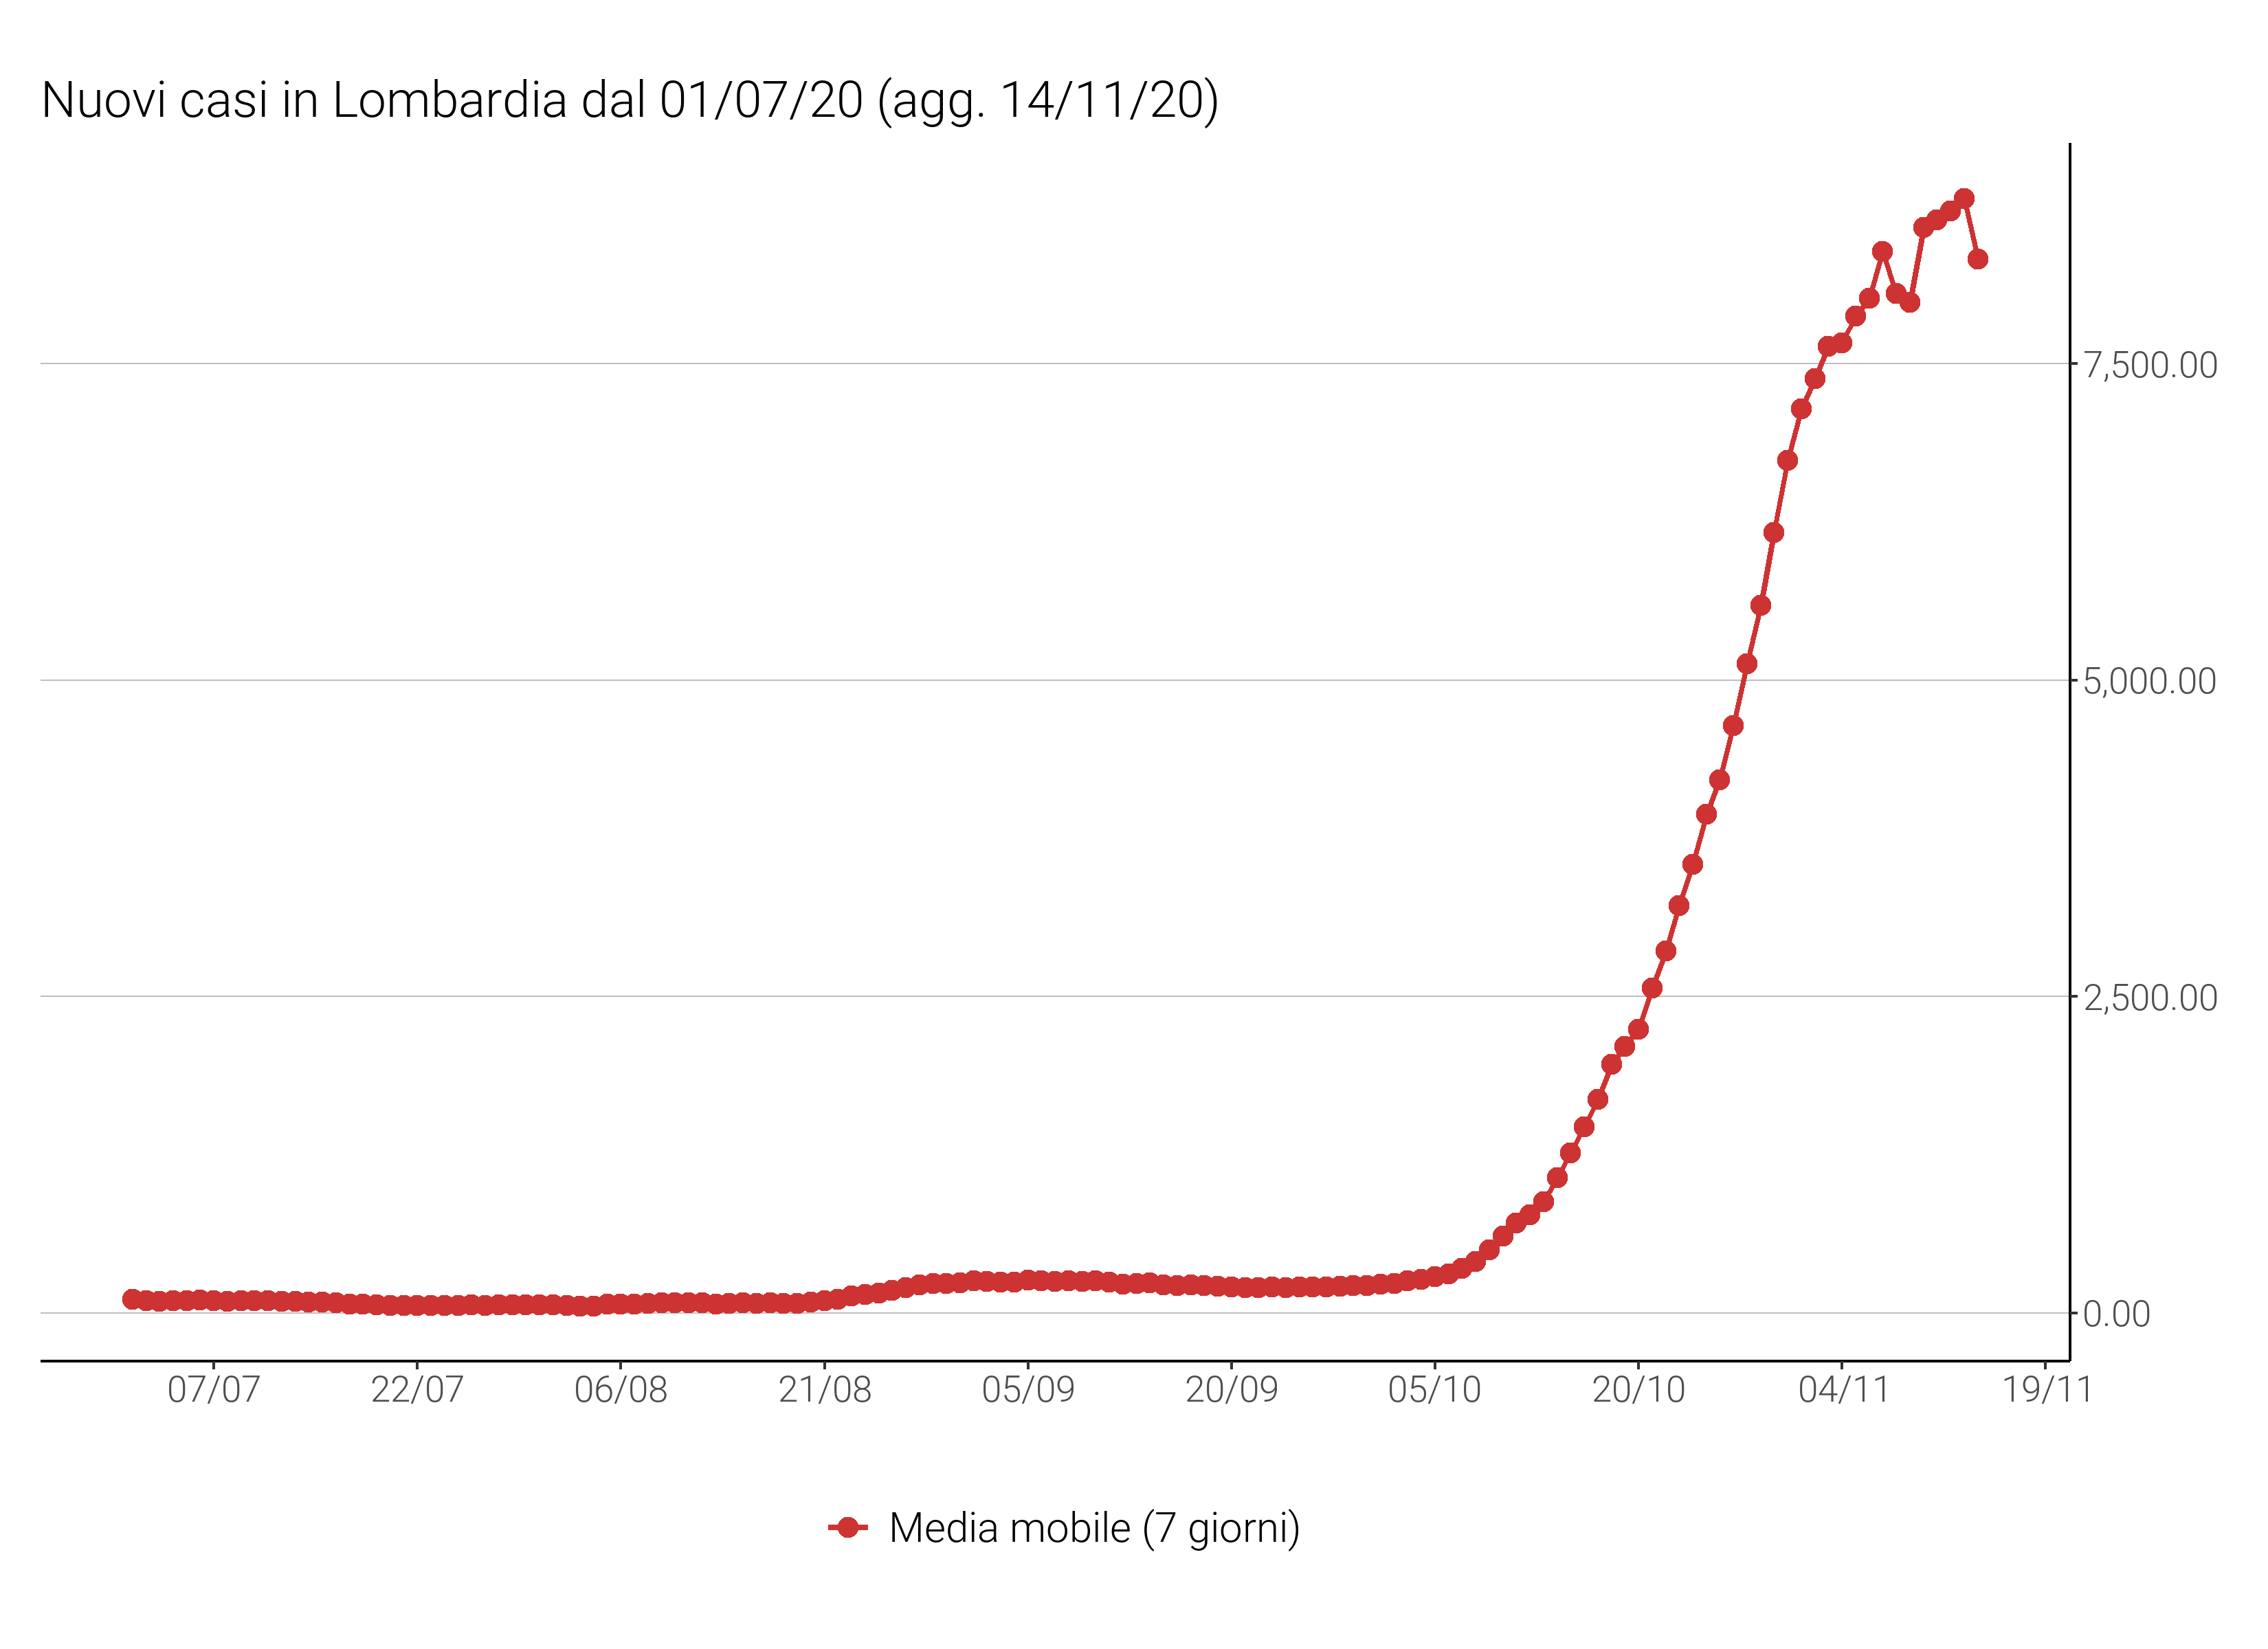 Nuovi casi in Lombardia dal 01/07/20 (agg. 14/11/20)
7,500.00
5,000.00
2,500.00
0.00
07/07 22/07 06/08 21/08 05/09 20/09 05/10 20/10 04/11 19/11
Media mobile (7 giorni)